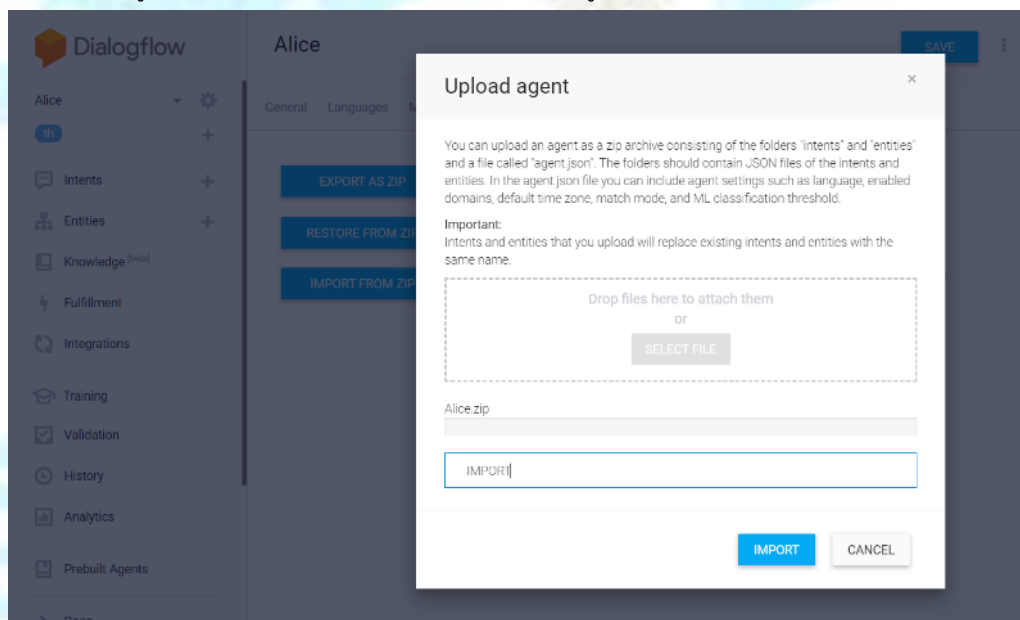 Dialogflow
Alice
SAVE
Alice
th
General Languages
Intents
Entities
Knowledge [beta]
Fulfillment
Integrations
Training
Validation
History
Analytics
Prebuilt Agents
EXPORT AS ZIP
RESTORE FROM ZIP
IMPORT FROM ZIP
Upload agent
You can upload an agent as a zip archive consisting of the folders "intents" and "entities"
and a file called "agent.json". The folders should contain JSON files of the intents and
entities. In the agent.json file you can include agent settings such as language, enabled
domains, default time zone, match mode, and ML classification threshold.
Important:
Intents and entities that you upload will replace existing intents and entities with the
same name.
Drop files here to attach them
or
SELECT FILE
Alice.zip
IMPORT
IMPORT CANCEL